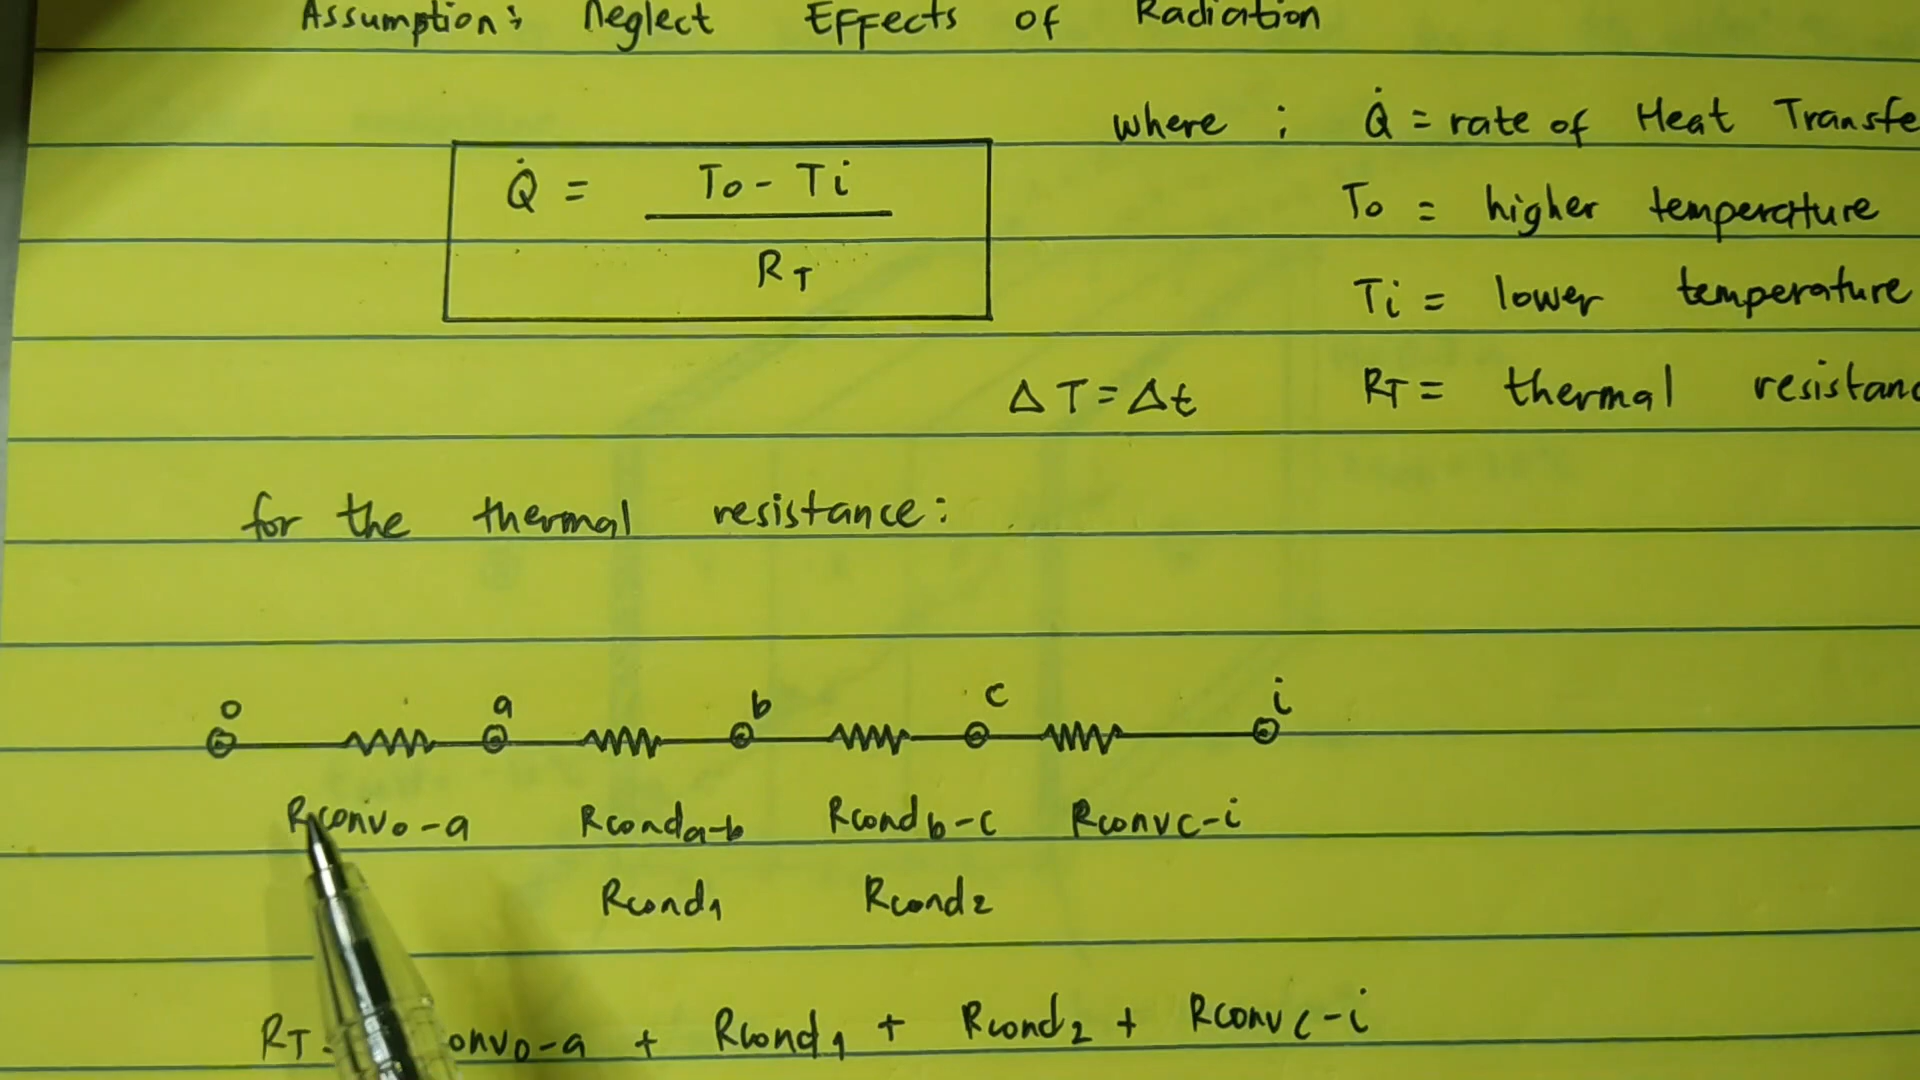 Assumption: Neglect Effects of Radiation
where : Q̇ = rate of Heat Transfe
Q̇ = To - Ti
RT
To = higher temperature
Ti = lower temperature
ΔT = Δt
RT = thermal resistanc
for the thermal resistance:
o a b c i
Rconvo-a Rconda-b Rcondb-c Rconvc-i
Rcond1 Rcond2
RT onvo-a + Rcond1 + Rcond2 + Rconvc-i